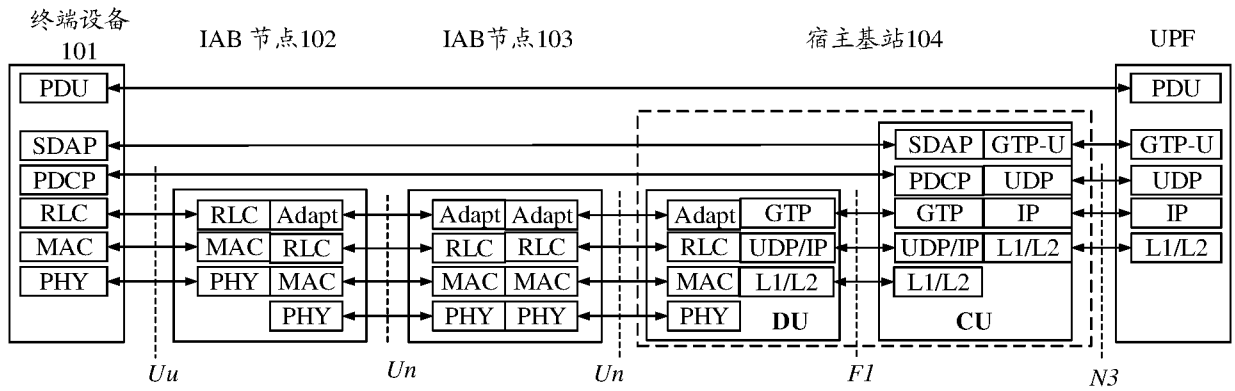 终端设备
101
IAB 节点102
IAB节点103
宿主基站104
UPF
PDU
PDU
SDAP
SDAP
GTP-U
GTP-U
PDCP
PDCP
UDP
UDP
RLC
RLC
Adapt
Adapt
Adapt
Adapt
GTP
GTP
IP
IP
MAC
MAC
RLC
RLC
RLC
RLC
UDP/IP
UDP/IP
L1/L2
L1/L2
PHY
PHY
MAC
MAC
MAC
MAC
L1/L2
L1/L2
PHY
PHY
PHY
PHY
DU
CU
Uu
Un
Un
F1
N3